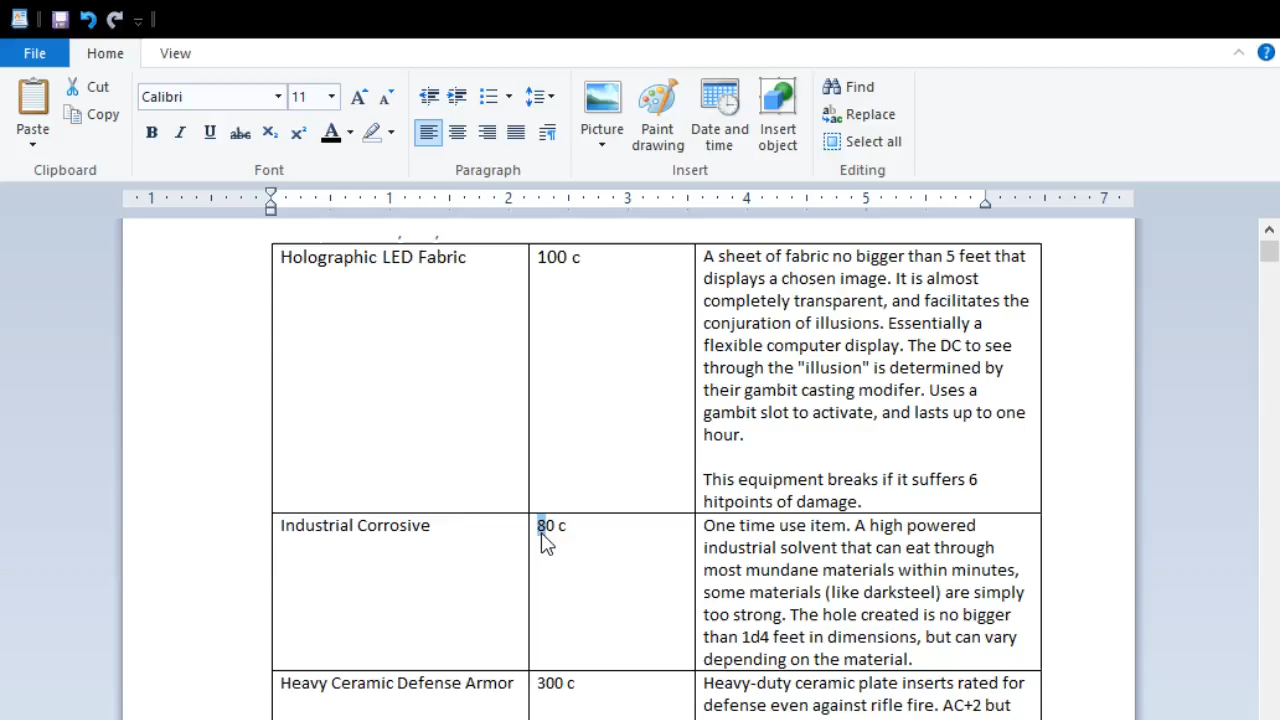 File
Home
View
Paste
Cut
Copy
Clipboard
Calibri
11
B I U abc X₂ X² A
Font
Paragraph
Picture
Paint drawing
Date and time
Insert object
Insert
Find
Replace
Select all
Editing
1 1 2 3 4 5 7
Holographic LED Fabric
100 c
A sheet of fabric no bigger than 5 feet that
displays a chosen image. It is almost
completely transparent, and facilitates the
conjuration of illusions. Essentially a
flexible computer display. The DC to see
through the "illusion" is determined by
their gambit casting modifer. Uses a
gambit slot to activate, and lasts up to one
hour.
This equipment breaks if it suffers 6
hitpoints of damage.
Industrial Corrosive
80 c
One time use item. A high powered
industrial solvent that can eat through
most mundane materials within minutes,
some materials (like darksteel) are simply
too strong. The hole created is no bigger
than 1d4 feet in dimensions, but can vary
depending on the material.
Heavy Ceramic Defense Armor
300 c
Heavy-duty ceramic plate inserts rated for
defense even against rifle fire. AC+2 but